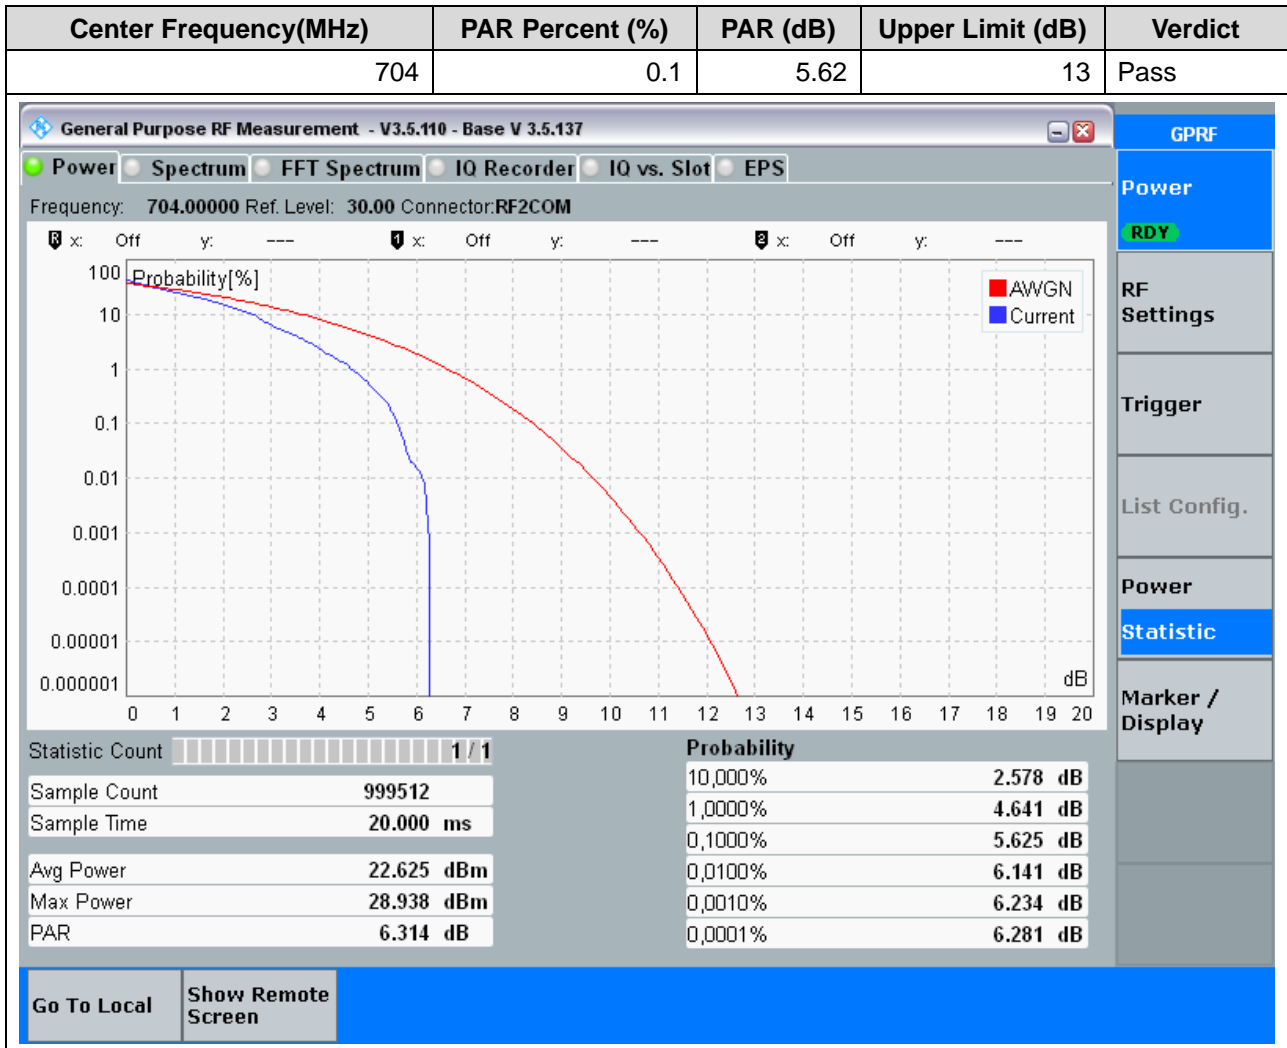 Center Frequency(MHz) PAR Percent (%) PAR (dB) Upper Limit (dB) Verdict
704 0.1 5.62 13 Pass
General Purpose RF Measurement - V3.5.110 - Base V 3.5.137
GPRF
Power Spectrum FFT Spectrum IQ Recorder IQ vs. Slot EPS
Frequency: 704.00000 Ref. Level: 30.00 Connector:RF2COM
R x: Off y: --- 1 x: Off y: --- 2 x: Off y: ---
Probability[%]
AWGN
Current
100
10
1
0.1
0.01
0.001
0.0001
0.00001
0.000001
dB
0 1 2 3 4 5 6 7 8 9 10 11 12 13 14 15 16 17 18 19 20
Power
RDY
RF
Settings
Trigger
List Config.
Power
Statistic
Marker /
Display
Statistic Count 1 / 1
Sample Count 999512
Sample Time 20.000 ms
Avg Power 22.625 dBm
Max Power 28.938 dBm
PAR 6.314 dB
Probability
10,000% 2.578 dB
1,0000% 4.641 dB
0,1000% 5.625 dB
0,0100% 6.141 dB
0,0010% 6.234 dB
0,0001% 6.281 dB
Go To Local
Show Remote
Screen